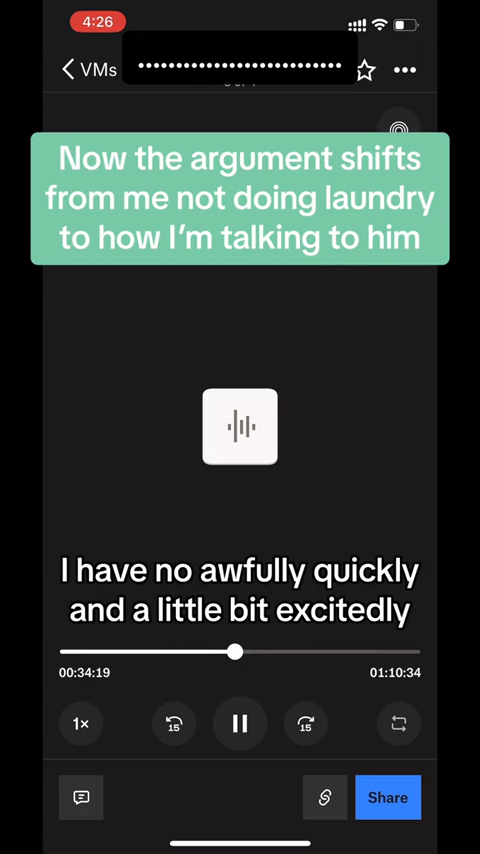 4:26
VMs
Now the argument shifts
from me not doing laundry
to how I'm talking to him
I have no awfully quickly
and a little bit excitedly
00:34:19
01:10:34
1×
15
15
Share